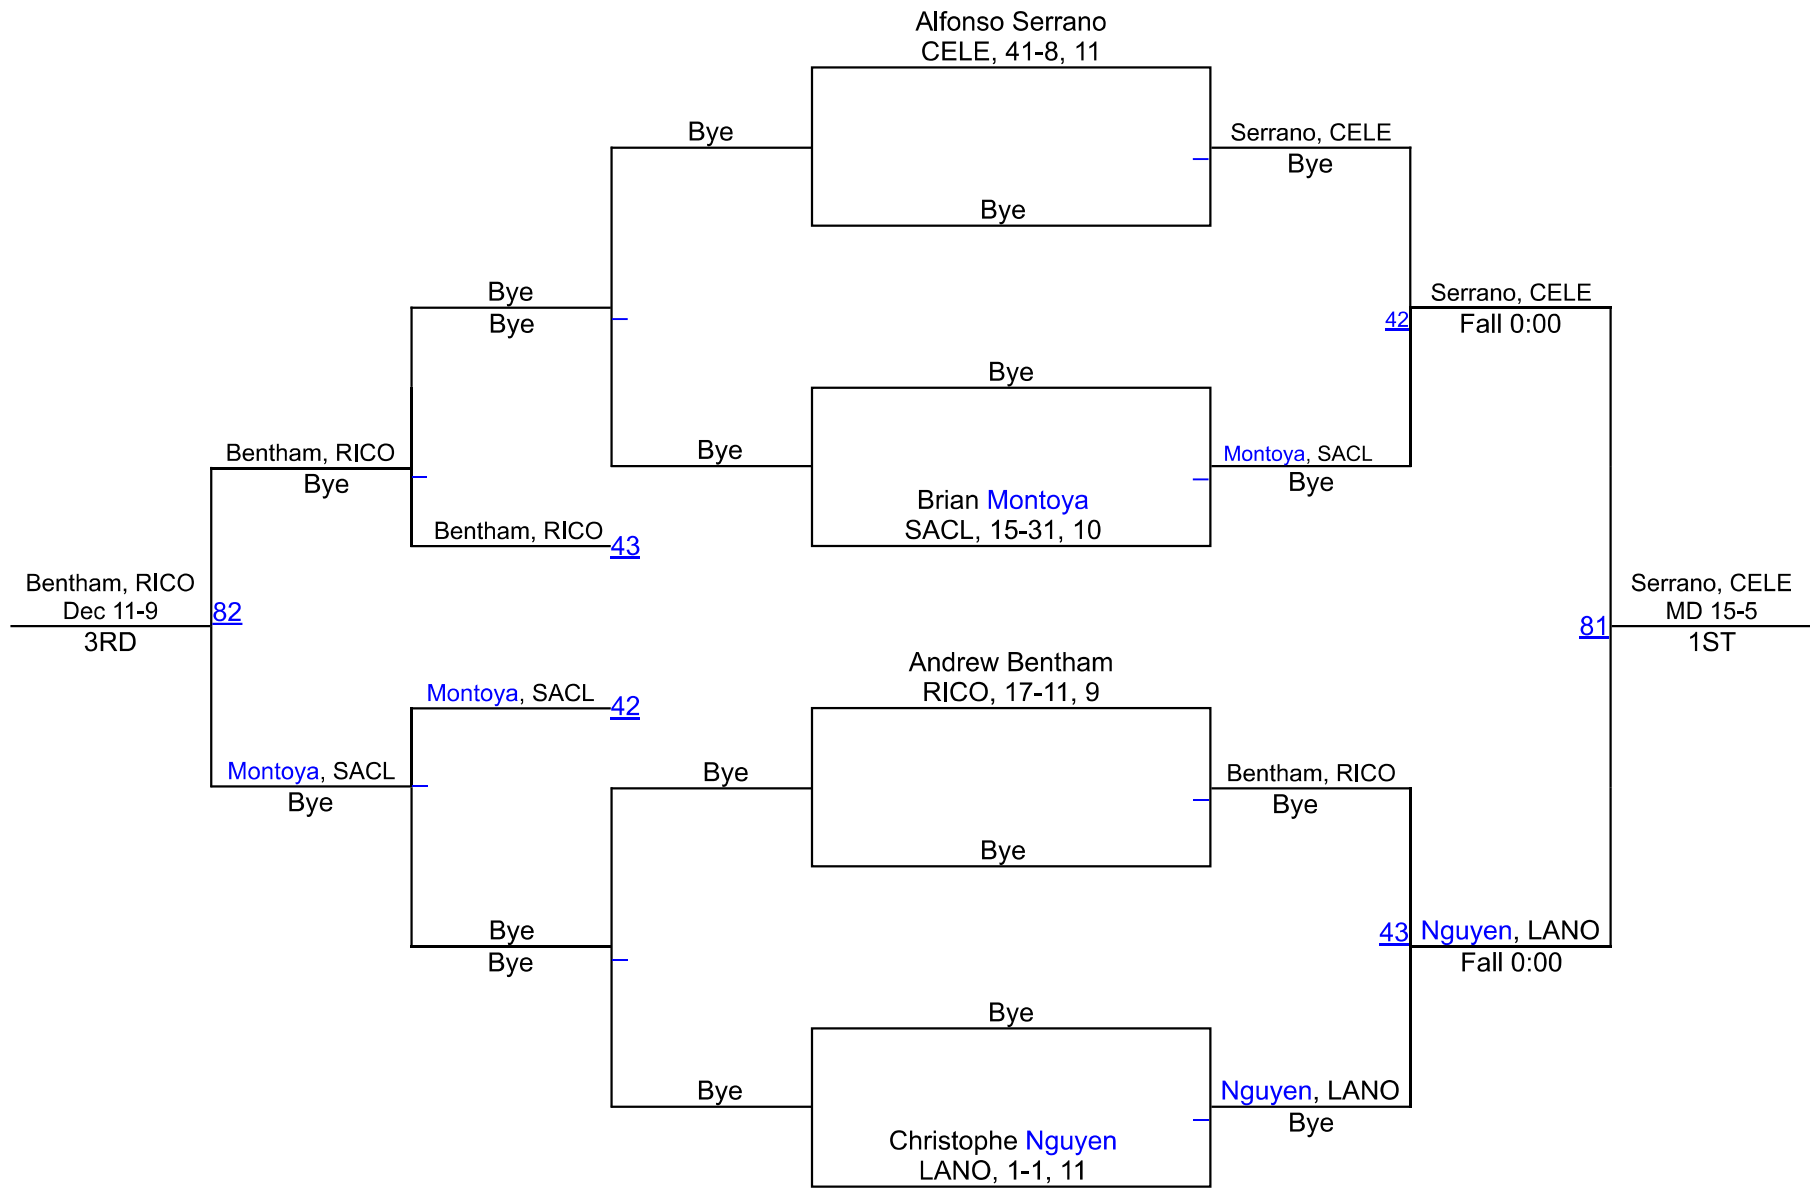 Alfonso Serrano
CELE, 41-8, 11
Bye
Serrano, CELE
Bye
Bye
Bye
Bye
Serrano, CELE
42
Fall 0:00
Bye
Bye
Montoya, SACL
Bye
Bentham, RICO
Bye
Brian Montoya
SACL, 15-31, 10
Bentham, RICO
43
Bentham, RICO
Dec 11-9
82
3RD
Serrano, CELE
MD 15-5
81
1ST
Andrew Bentham
RICO, 17-11, 9
Montoya, SACL
42
Montoya, SACL
Bye
Bye
Bentham, RICO
Bye
Bye
Bye
Bye
43
Nguyen, LANO
Fall 0:00
Bye
Bye
Nguyen, LANO
Bye
Christophe Nguyen
LANO, 1-1, 11